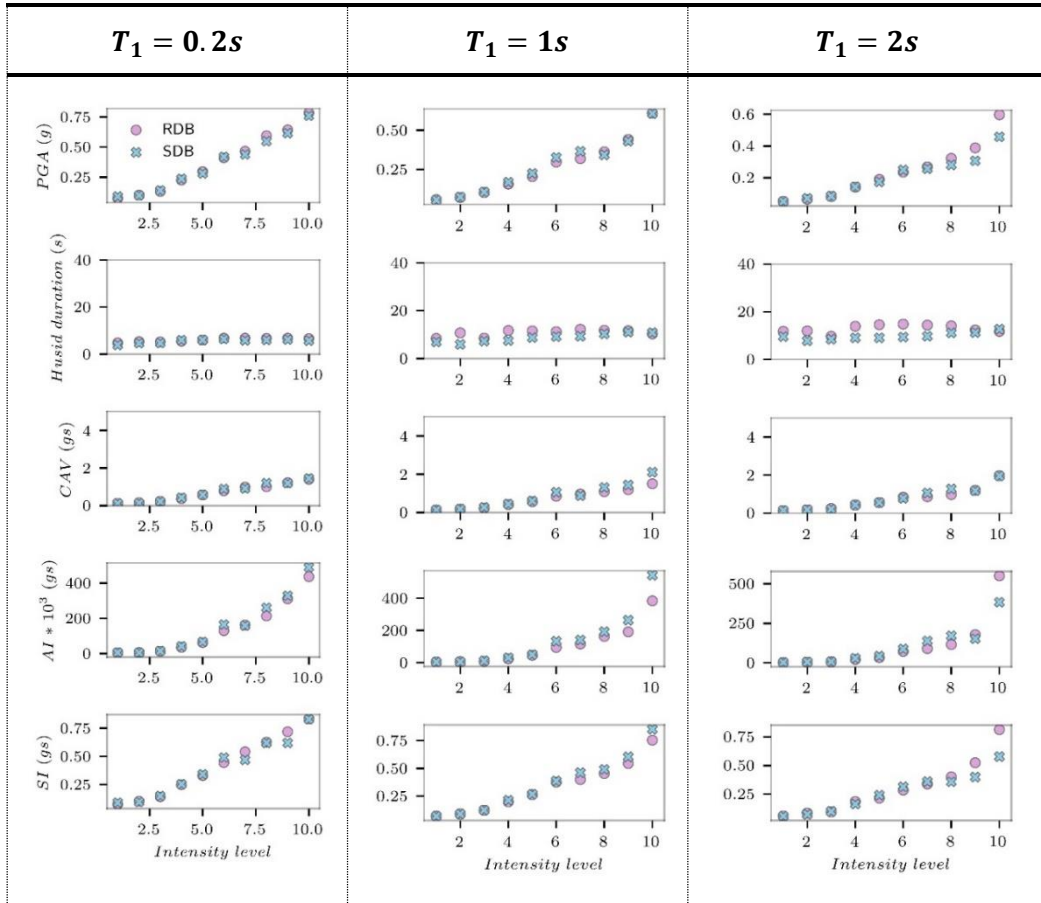 T₁ = 0.2s T₁ = 1s T₁ = 2s
PGA (g)
0.75
0.50
0.25
RDB
SDB
2.5 5.0 7.5 10.0
0.50
0.25
2 4 6 8 10
0.6
0.4
0.2
2 4 6 8 10
Husid duration (s)
40
20
0
2.5 5.0 7.5 10.0
40
20
0
2 4 6 8 10
40
20
0
2 4 6 8 10
CAV (gs)
4
2
0
2.5 5.0 7.5 10.0
4
2
0
2 4 6 8 10
4
2
0
2 4 6 8 10
AI * 10³ (gs)
400
200
0
2.5 5.0 7.5 10.0
400
200
0
2 4 6 8 10
500
250
0
2 4 6 8 10
SI (gs)
0.75
0.50
0.25
2.5 5.0 7.5 10.0
Intensity level
0.75
0.50
0.25
2 4 6 8 10
Intensity level
0.75
0.50
0.25
2 4 6 8 10
Intensity level